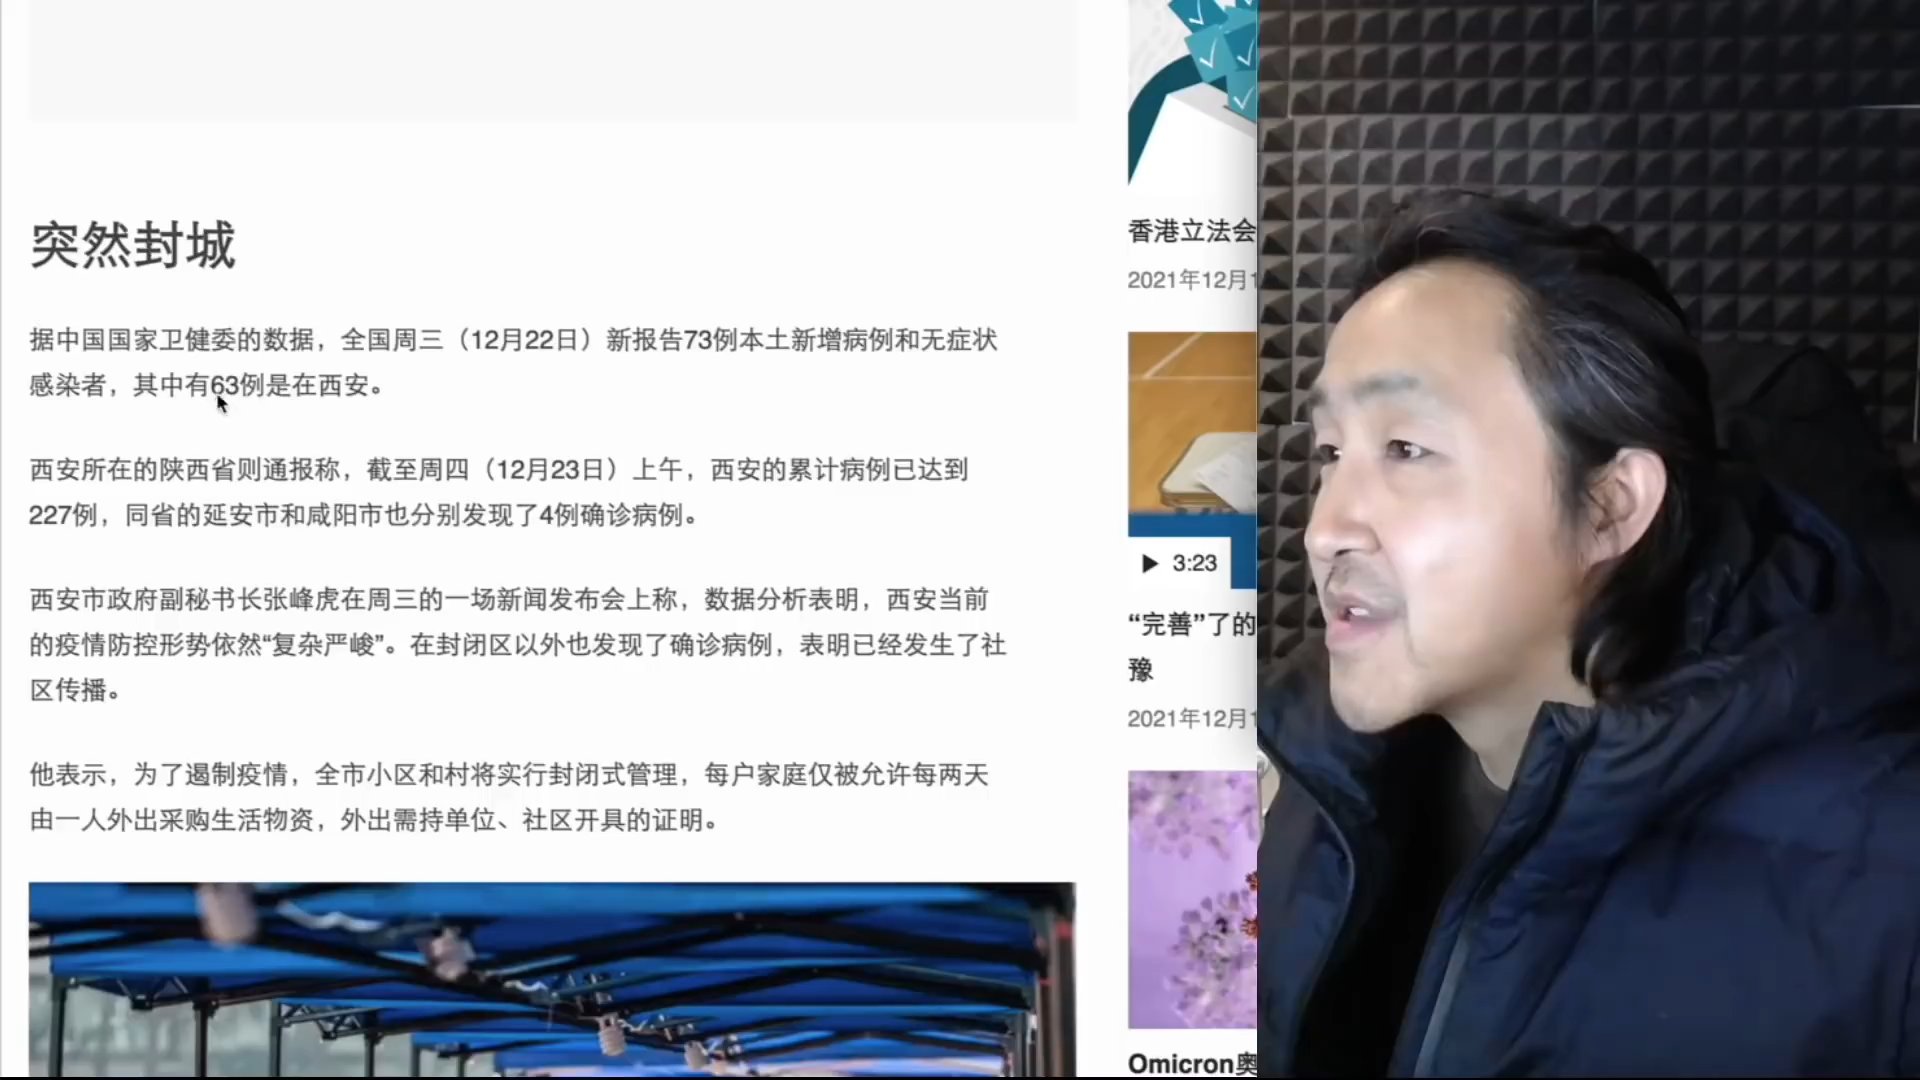 突然封城
据中国国家卫健委的数据，全国周三（12月22日）新报告73例本土新增病例和无症状
感染者，其中有63例是在西安。
西安所在的陕西省则通报称，截至周四（12月23日）上午，西安的累计病例已达到
227例，同省的延安市和咸阳市也分别发现了4例确诊病例。
西安市政府副秘书长张峰虎在周三的一场新闻发布会上称，数据分析表明，西安当前
的疫情防控形势依然“复杂严峻”。在封闭区以外也发现了确诊病例，表明已经发生了社
区传播。
他表示，为了遏制疫情，全市小区和村将实行封闭式管理，每户家庭仅被允许每两天
由一人外出采购生活物资，外出需持单位、社区开具的证明。
香港立法会
2021年12月1
3:23
“完善”了的
豫
2021年12月1
Omicron奥